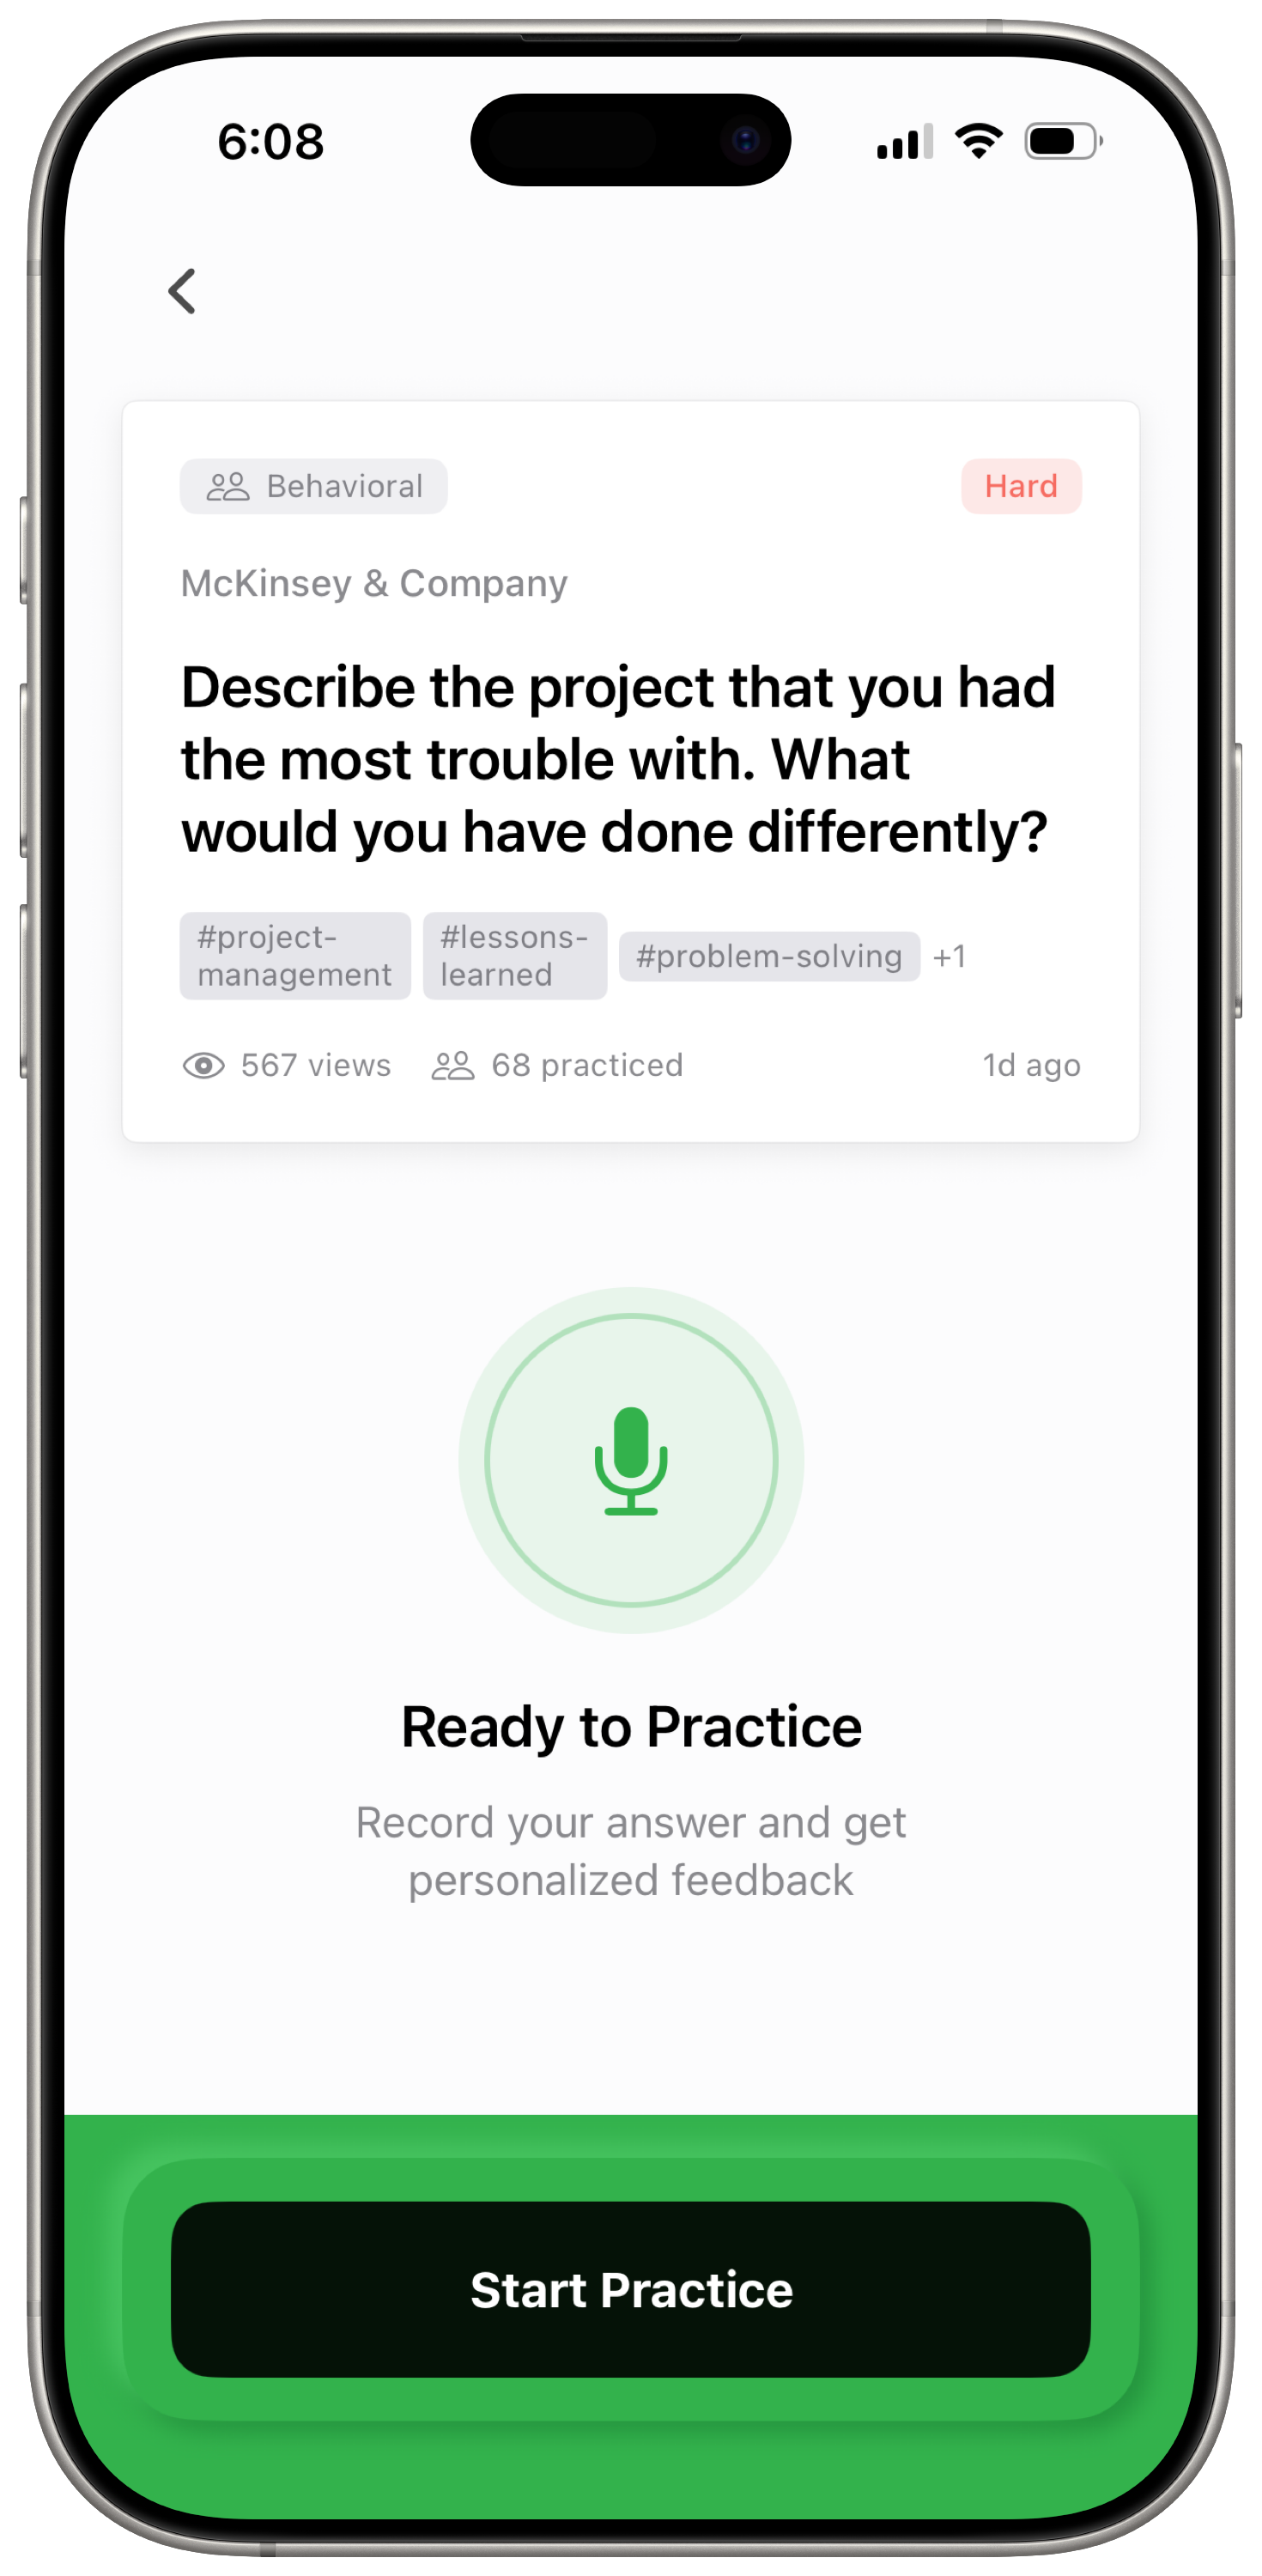 6:08
Behavioral
Hard
McKinsey & Company
Describe the project that you had
the most trouble with. What
would you have done differently?
#project-
management
#lessons-
learned
#problem-solving
+1
567 views
68 practiced
1d ago
Ready to Practice
Record your answer and get
personalized feedback
Start Practice